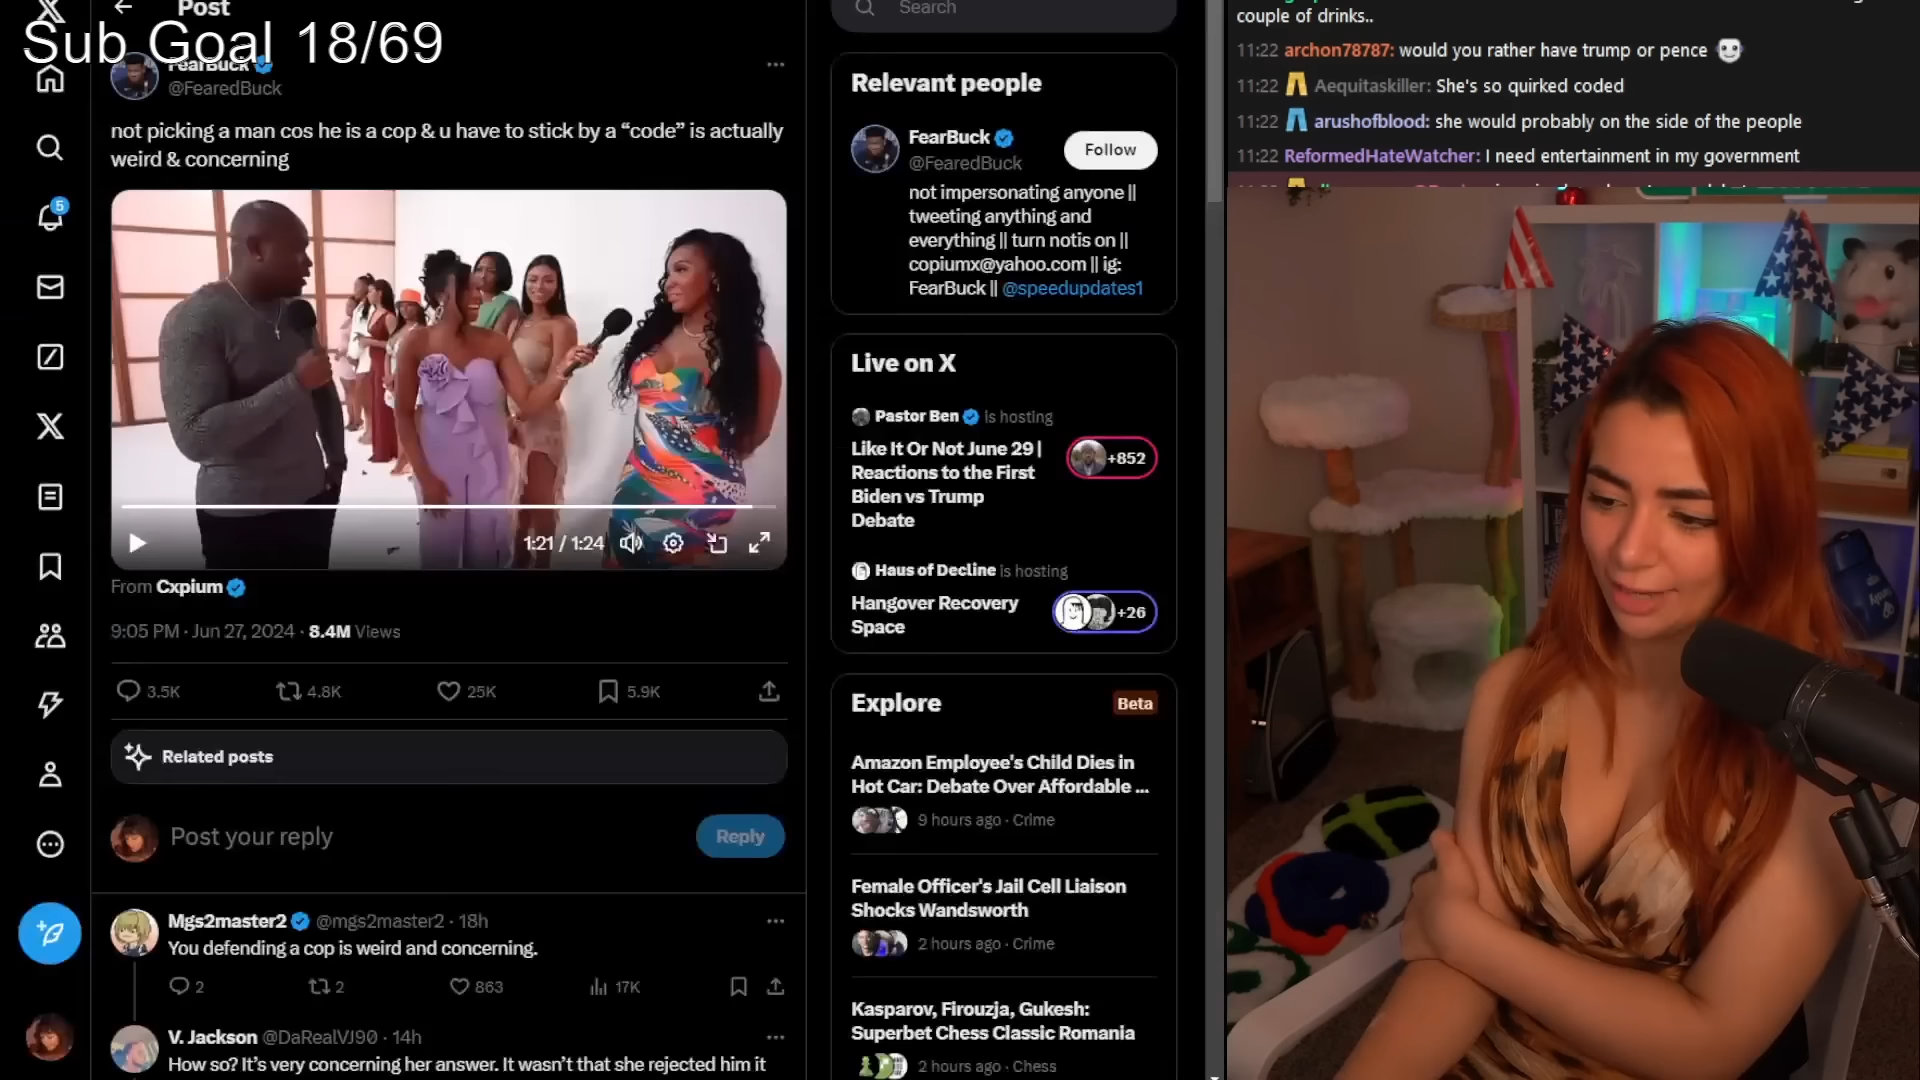 Post
Sub Goal 18/69
FearBuck
@FearedBuck
not picking a man cos he is a cop & u have to stick by a “code” is actually
weird & concerning
1:21 / 1:24
From Cxpium
9:05 PM · Jun 27, 2024 · 8.4M Views
3.5K
4.8K
25K
5.9K
Related posts
Post your reply
Reply
Mgs2master2 @mgs2master2 · 18h
You defending a cop is weird and concerning.
2
2
863
17K
V. Jackson @DaRealVJ90 · 14h
How so? It’s very concerning her answer. It wasn’t that she rejected him it
5
Search
Relevant people
FearBuck
@FearedBuck
Follow
not impersonating anyone ||
tweeting anything and
everything || turn notis on ||
copiumx@yahoo.com || ig:
FearBuck || @speedupdates1
Live on X
Pastor Ben is hosting
Like It Or Not June 29 |
Reactions to the First
Biden vs Trump
Debate
+852
Haus of Decline is hosting
Hangover Recovery
Space
+26
Explore
Beta
Amazon Employee's Child Dies in
Hot Car: Debate Over Affordable ...
9 hours ago · Crime
Female Officer's Jail Cell Liaison
Shocks Wandsworth
2 hours ago · Crime
Kasparov, Firouzja, Gukesh:
Superbet Chess Classic Romania
2 hours ago · Chess
couple of drinks..
11:22 archon78787: would you rather have trump or pence
11:22 Aequitaskiller: She's so quirked coded
11:22 arushofblood: she would probably on the side of the people
11:22 ReformedHateWatcher: I need entertainment in my government